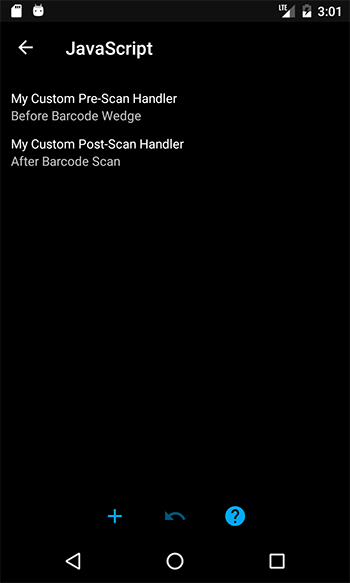 LTE 3:01
JavaScript
My Custom Pre-Scan Handler
Before Barcode Wedge
My Custom Post-Scan Handler
After Barcode Scan
?